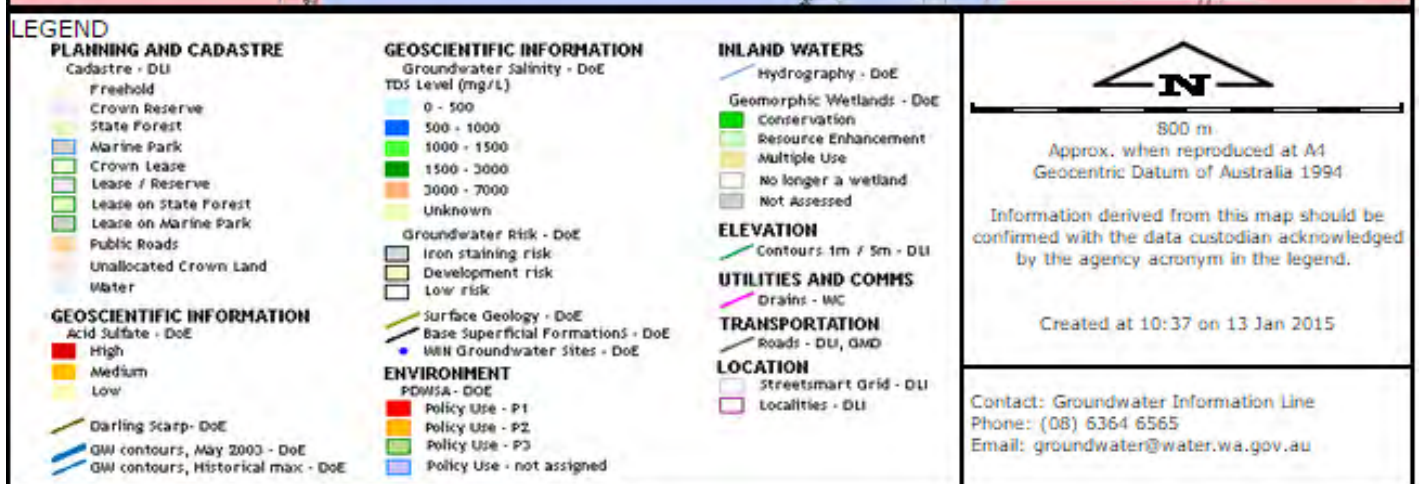 LEGEND
PLANNING AND CADASTRE
Cadastre - DLI
Freehold
Crown Reserve
State Forest
Marine Park
Crown Lease
Lease / Reserve
Lease on State Forest
Lease on Marine Park
Public Roads
Unallocated Crown Land
Water
GEOSCIENTIFIC INFORMATION
Acid Sulfate - DoE
High
Medium
Low
Darling Scarp- DoE
GW contours, May 2003 - DoE
GW contours, Historical max - DoE
GEOSCIENTIFIC INFORMATION
Groundwater Salinity - DoE
TDS Level (mg/L)
0 - 500
500 - 1000
1000 - 1500
1500 - 3000
3000 - 7000
Unknown
Groundwater Risk - DoE
Iron staining risk
Development risk
Low risk
Surface Geology - DoE
Base Superficial Formations - DoE
WIN Groundwater Sites - DoE
ENVIRONMENT
PDWSA - DOE
Policy Use - P1
Policy Use - P2
Policy Use - P3
Policy Use - not assigned
INLAND WATERS
Hydrography - DoE
Geomorphic Wetlands - DoE
Conservation
Resource Enhancement
Multiple Use
No longer a wetland
Not Assessed
ELEVATION
Contours 1m / 5m - DLI
UTILITIES AND COMMS
Drains - WC
TRANSPORTATION
Roads - DLI, GMD
LOCATION
Streetsmart Grid - DLI
Localities - DLI
N
800 m
Approx. when reproduced at A4
Geocentric Datum of Australia 1994
Information derived from this map should be
confirmed with the data custodian acknowledged
by the agency acronym in the legend.
Created at 10:37 on 13 Jan 2015
Contact: Groundwater Information Line
Phone: (08) 6364 6565
Email: groundwater@water.wa.gov.au